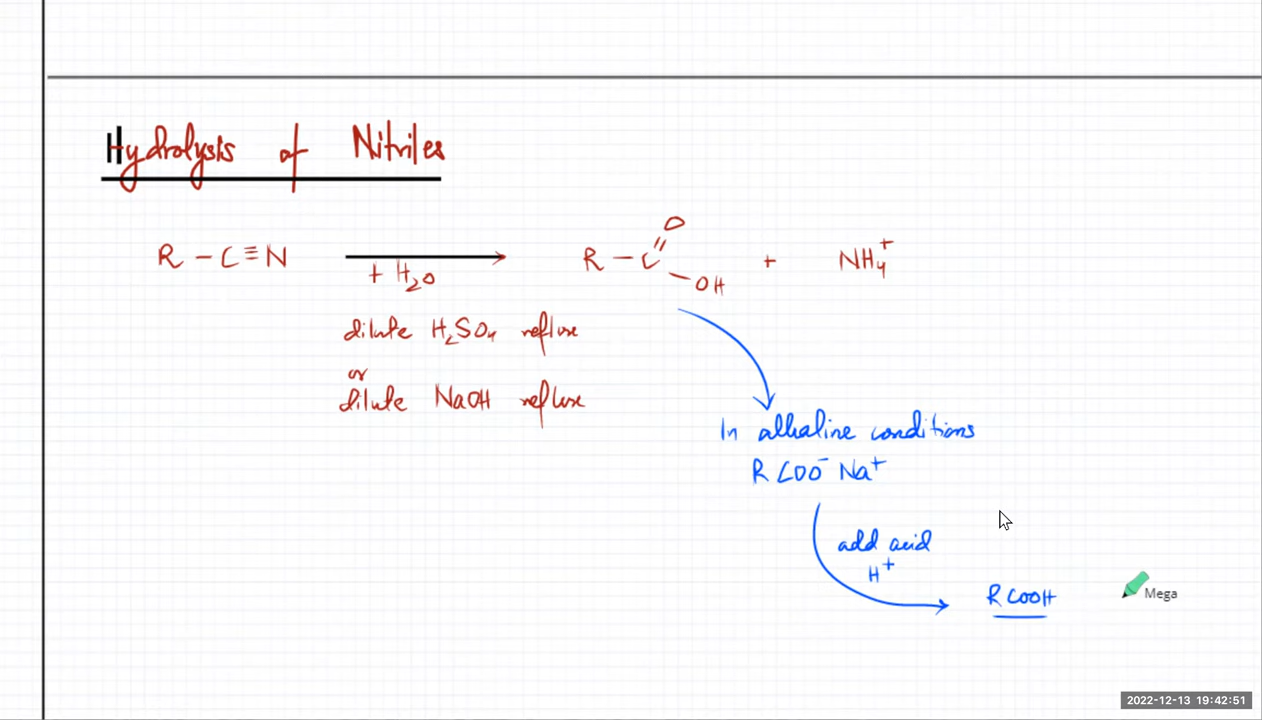 Hydrolysis of Nitriles
R – C ≡ N
+ H₂O
R – C
O
OH
+ NH₄⁺
dilute H₂SO₄ reflux
or
dilute NaOH reflux
In alkaline conditions
RCOO⁻ Na⁺
add acid
H⁺
RCOOH
Mega
2022-12-13 19:42:51